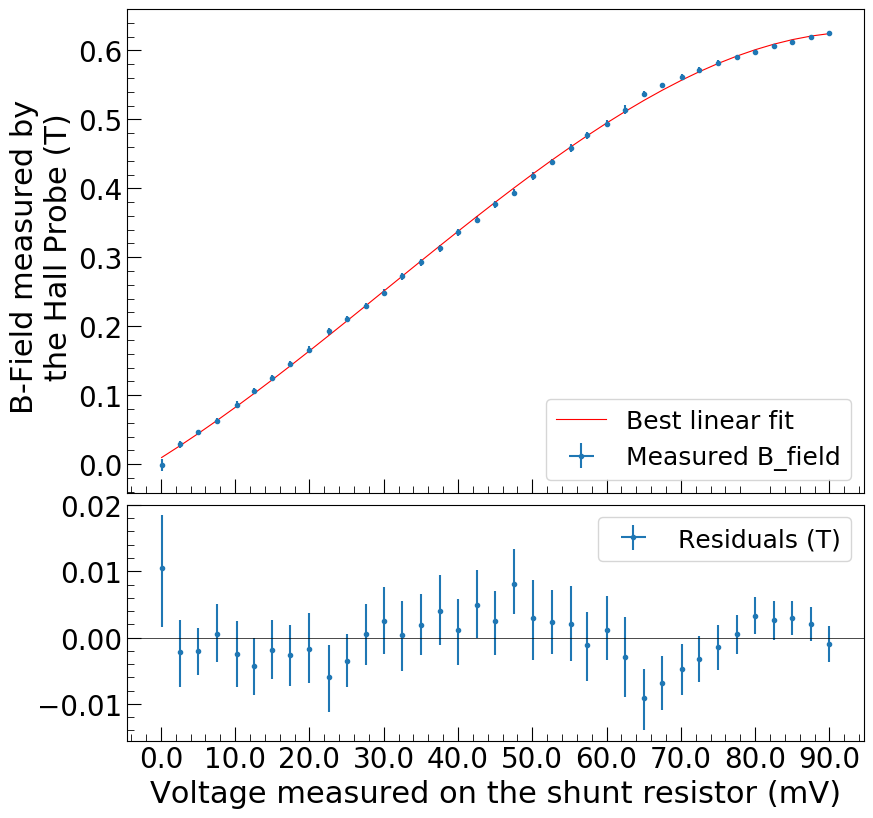 B-Field measured by
the Hall Probe (T)
0.6
0.5
0.4
0.3
0.2
0.1
0.0
Best linear fit
Measured B_field
0.02
0.01
0.00
−0.01
Residuals (T)
0.0 10.0 20.0 30.0 40.0 50.0 60.0 70.0 80.0 90.0
Voltage measured on the shunt resistor (mV)